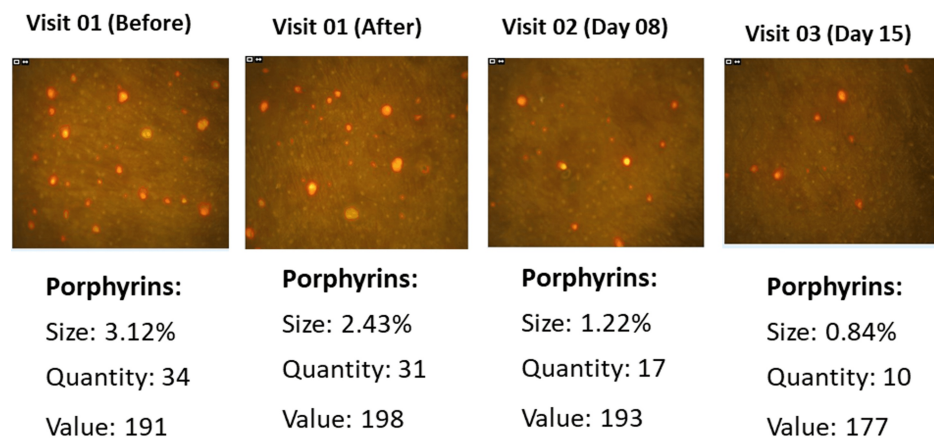 Visit 01 (Before)
Visit 01 (After)
Visit 02 (Day 08)
Visit 03 (Day 15)
Porphyrins:
Size: 3.12%
Quantity: 34
Value: 191
Porphyrins:
Size: 2.43%
Quantity: 31
Value: 198
Porphyrins:
Size: 1.22%
Quantity: 17
Value: 193
Porphyrins:
Size: 0.84%
Quantity: 10
Value: 177